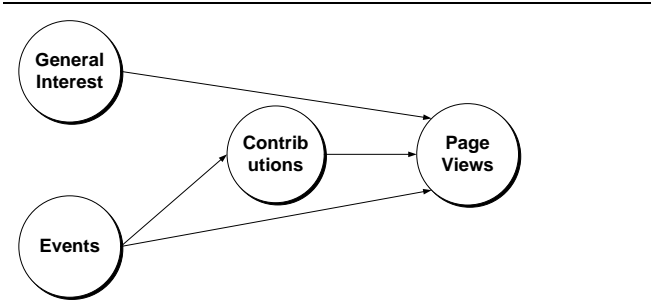 General
Interest
Contrib
utions
Page
Views
Events